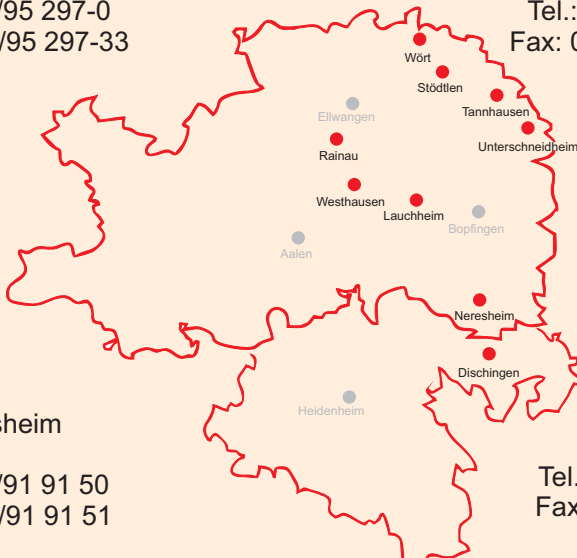 /95 297-0
/95 297-33
Tel.:
Fax: 0
Wört
Stödtlen
Ellwangen
Tannhausen
Unterschneidheim
Rainau
Westhausen
Lauchheim
Bopfingen
Aalen
Neresheim
Dischingen
Heidenheim
sheim
/91 91 50
/91 91 51
Tel.
Fax